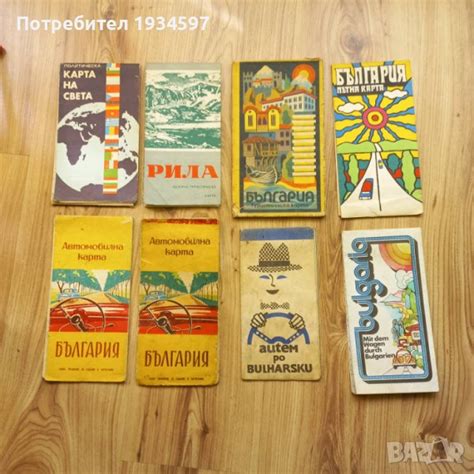 Потребител 1934597
ПОЛИТИЧЕСКА
КАРТА
НА
СВЕТА
РИЛА
КАРТА
БЪЛГАРИЯ
БЪЛГАРИЯ
ПЪТНА КАРТА
Автомобилна
карта
БЪЛГАРИЯ
Автомобилна
карта
БЪЛГАРИЯ
autem
po
BULHARSKU
bulgaria
Mit dem
Wagen
durch
Bulgarien
BAZAR